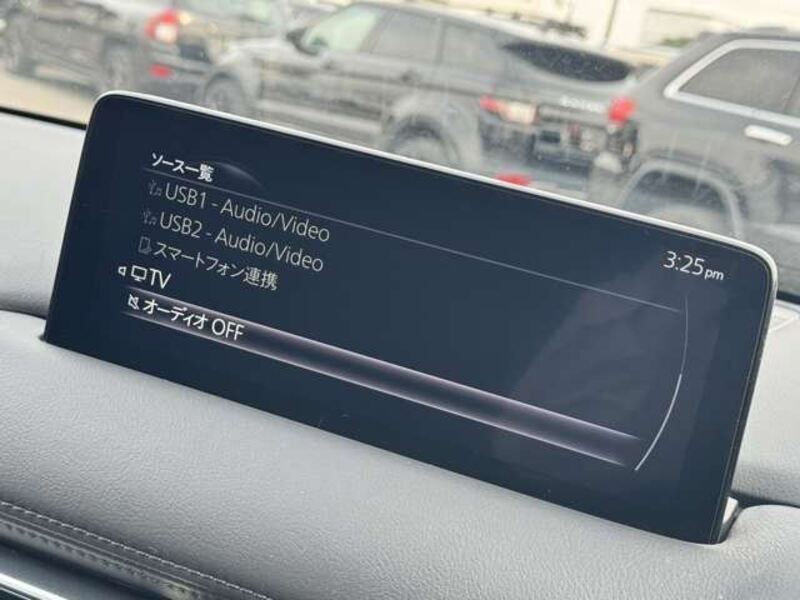 ソース一覧
3:25pm
USB1 - Audio/Video
USB2 - Audio/Video
スマートフォン連携
TV
オーディオ OFF